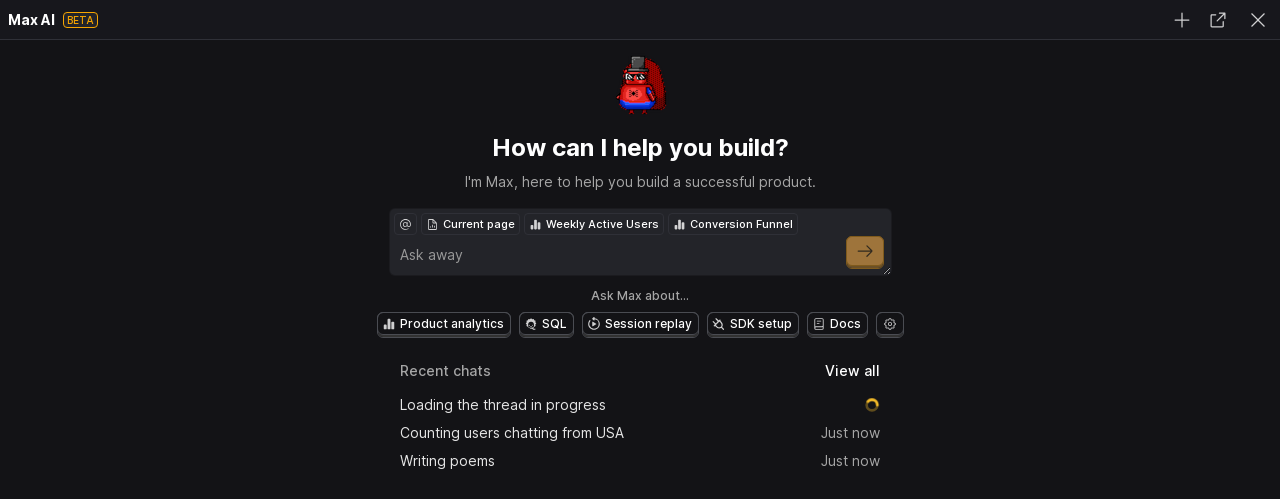 Max AI BETA
How can I help you build?
I'm Max, here to help you build a successful product.
@ Current page Weekly Active Users Conversion Funnel
Ask away
Ask Max about...
Product analytics SQL Session replay SDK setup Docs
Recent chats View all
Loading the thread in progress
Counting users chatting from USA Just now
Writing poems Just now